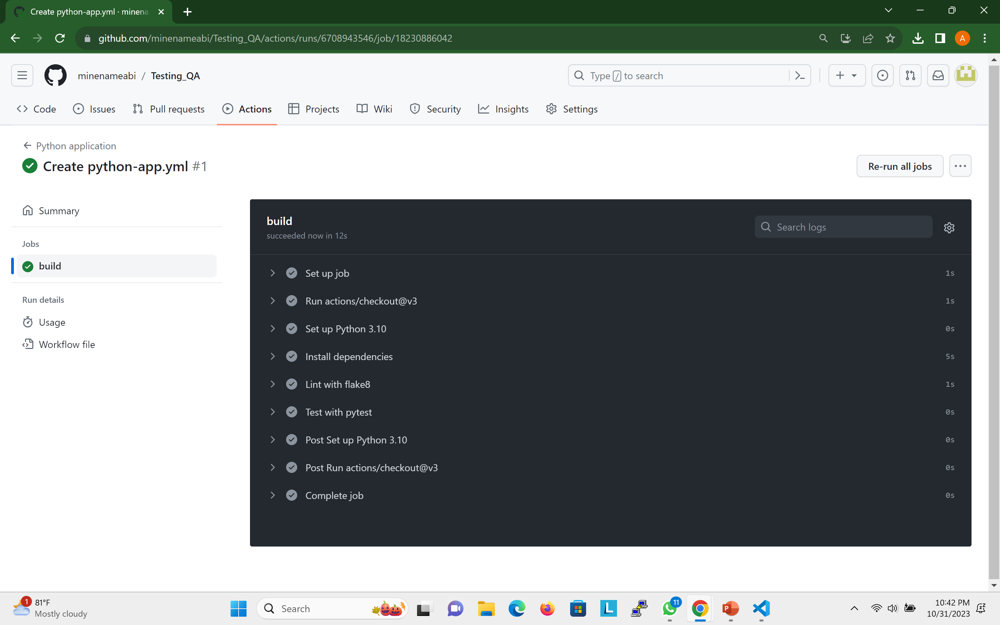 Create python-app.yml · minena
github.com/minenameabi/Testing_QA/actions/runs/6708943546/job/18230886042
A
minenameabi / Testing_QA
Type / to search
Code
Issues
Pull requests
Actions
Projects
Wiki
Security
Insights
Settings
Python application
Create python-app.yml #1
Re-run all jobs
Summary
Jobs
build
Run details
Usage
Workflow file
build
succeeded now in 12s
Search logs
Set up job 1s
Run actions/checkout@v3 1s
Set up Python 3.10 0s
Install dependencies 5s
Lint with flake8 1s
Test with pytest 0s
Post Set up Python 3.10 0s
Post Run actions/checkout@v3 0s
Complete job 0s
1
81°F
Mostly cloudy
Search
L
11
P
10:42 PM
10/31/2023